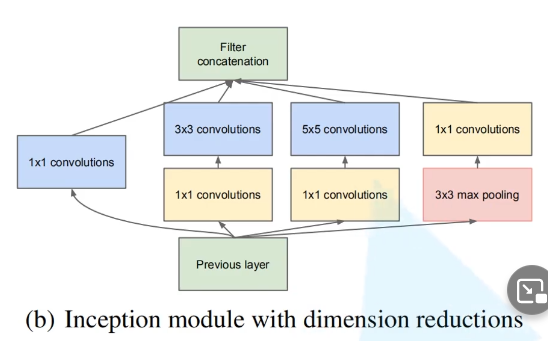 Filter
concatenation
3x3 convolutions
5x5 convolutions
1x1 convolutions
1x1 convolutions
1x1 convolutions
1x1 convolutions
3x3 max pooling
Previous layer
(b) Inception module with dimension reductions